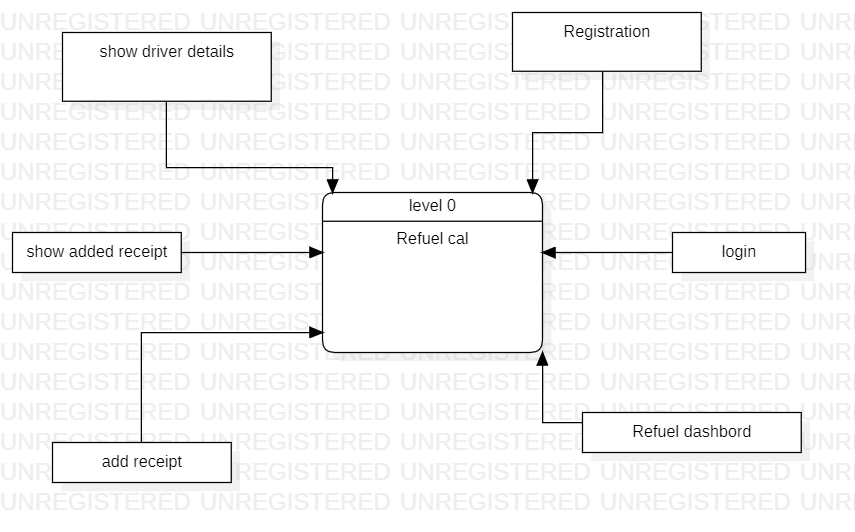 Registration
show driver details
level 0
Refuel cal
show added receipt
login
Refuel dashbord
add receipt
UNREGISTERED